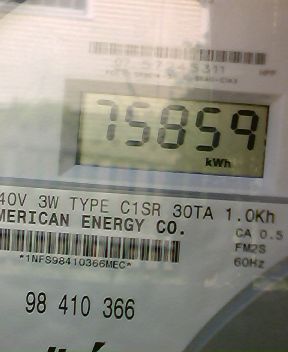 75859
kWh
40V 3W TYPE C1SR 30TA 1.0Kh
MERICAN ENERGY CO. CA 0.5
FM2S
*1NFS98410366MEC* 60Hz
98 410 366